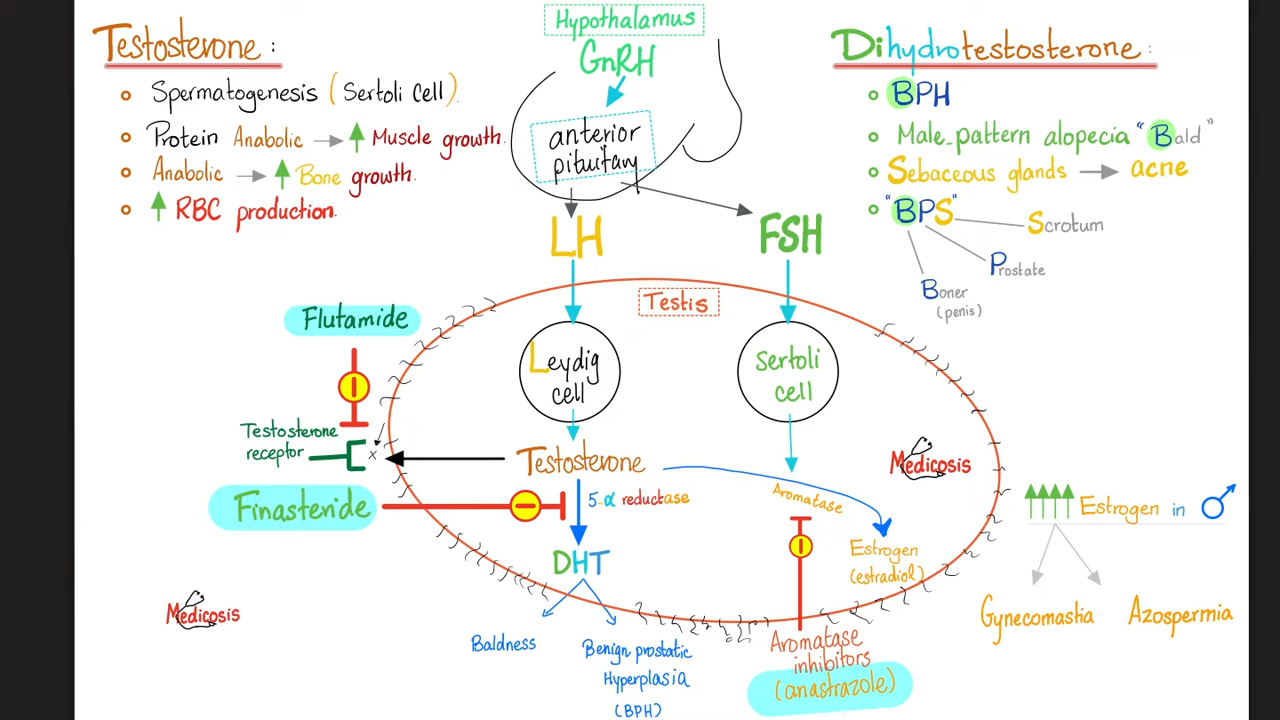 Testosterone :
Spermatogenesis (Sertoli Cell).
Protein Anabolic → ↑ Muscle growth.
Anabolic → ↑ Bone growth.
↑ RBC production.
Hypothalamus
GnRH
anterior
pituitary
LH
FSH
Dihydrotestosterone :
BPH
Male-pattern alopecia "Bald"
Sebaceous glands → acne
"BPS"
Scrotum
Prostate
Boner
(penis)
Testis
Flutamide
Leydig
cell
Sertoli
cell
Testosterone
receptor
x
Testosterone
Aromatase
Medicosis
Finasteride
5-α reductase
↑↑↑↑ Estrogen in ♂
DHT
Estrogen
(estradiol)
Medicosis
Gynecomastia
Azospermia
Baldness
Benign prostatic
Hyperplasia
(BPH)
Aromatase
inhibitors
(anastrazole)